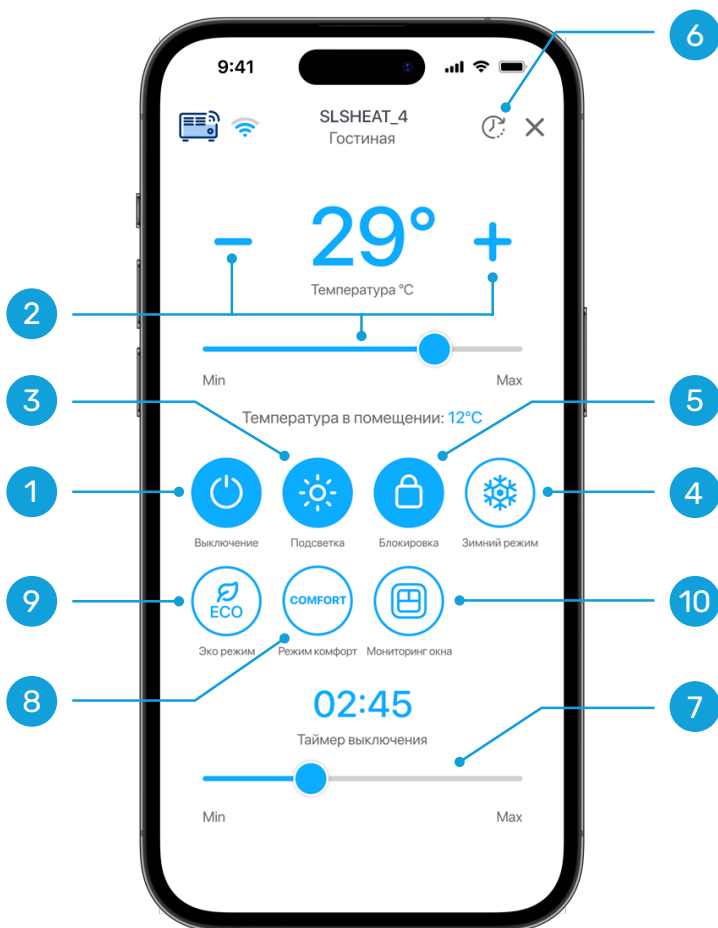 6
9:41
SLSHEAT_4
Гостиная
29°
Температура °C
2
Min Max
3
5
Температура в помещении: 12°C
1
4
Выключение Подсветка Блокировка Зимний режим
9
ECO
COMFORT
10
Эко режим Режим комфорт Мониторинг окна
8
02:45
7
Таймер выключения
Min Max